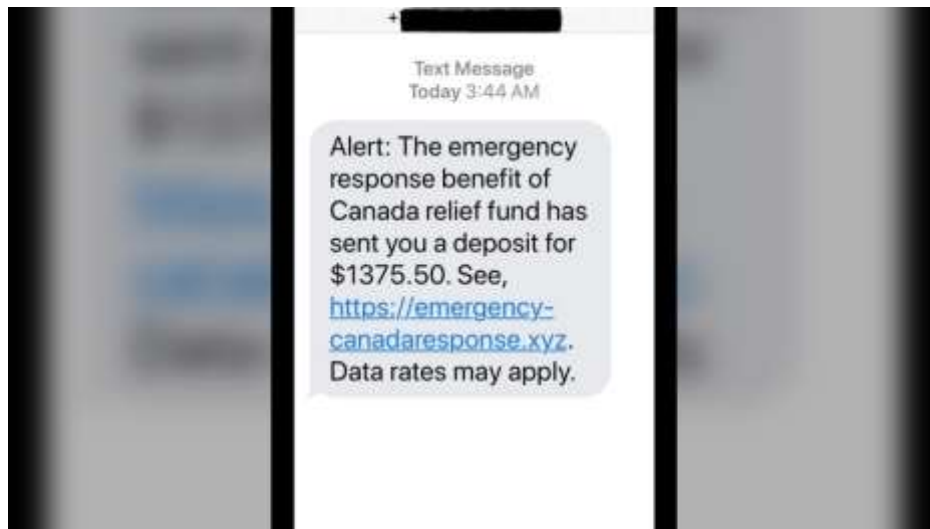 +
Text Message
Today 3:44 AM
Alert: The emergency
response benefit of
Canada relief fund has
sent you a deposit for
$1375.50. See,
https://emergency-
canadaresponse.xyz.
Data rates may apply.